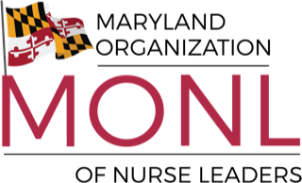 MARYLAND
ORGANIZATION
MONL
OF NURSE LEADERS